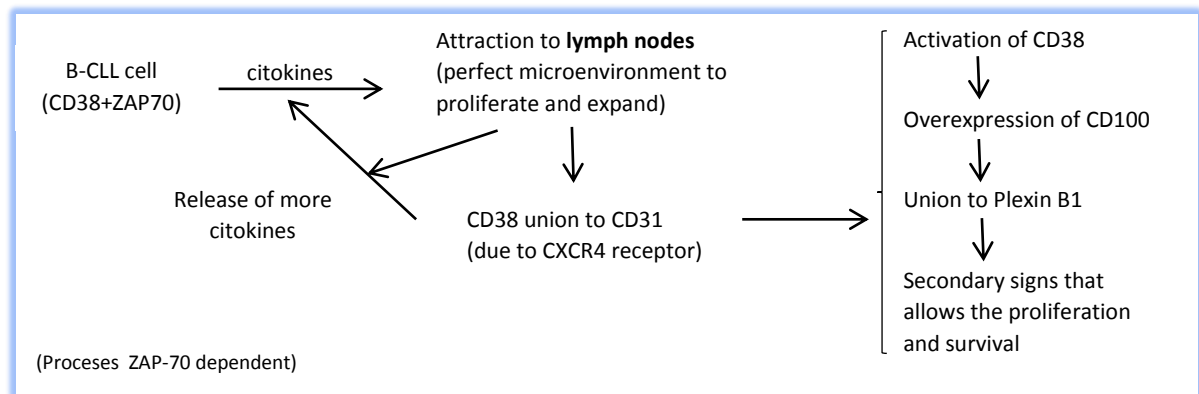 B-CLL cell
(CD38+ZAP70)
citokines
Attraction to lymph nodes
(perfect microenvironment to
proliferate and expand)
Release of more
citokines
CD38 union to CD31
(due to CXCR4 receptor)
Activation of CD38
Overexpression of CD100
Union to Plexin B1
Secondary signs that
allows the proliferation
and survival
(Proceses ZAP-70 dependent)